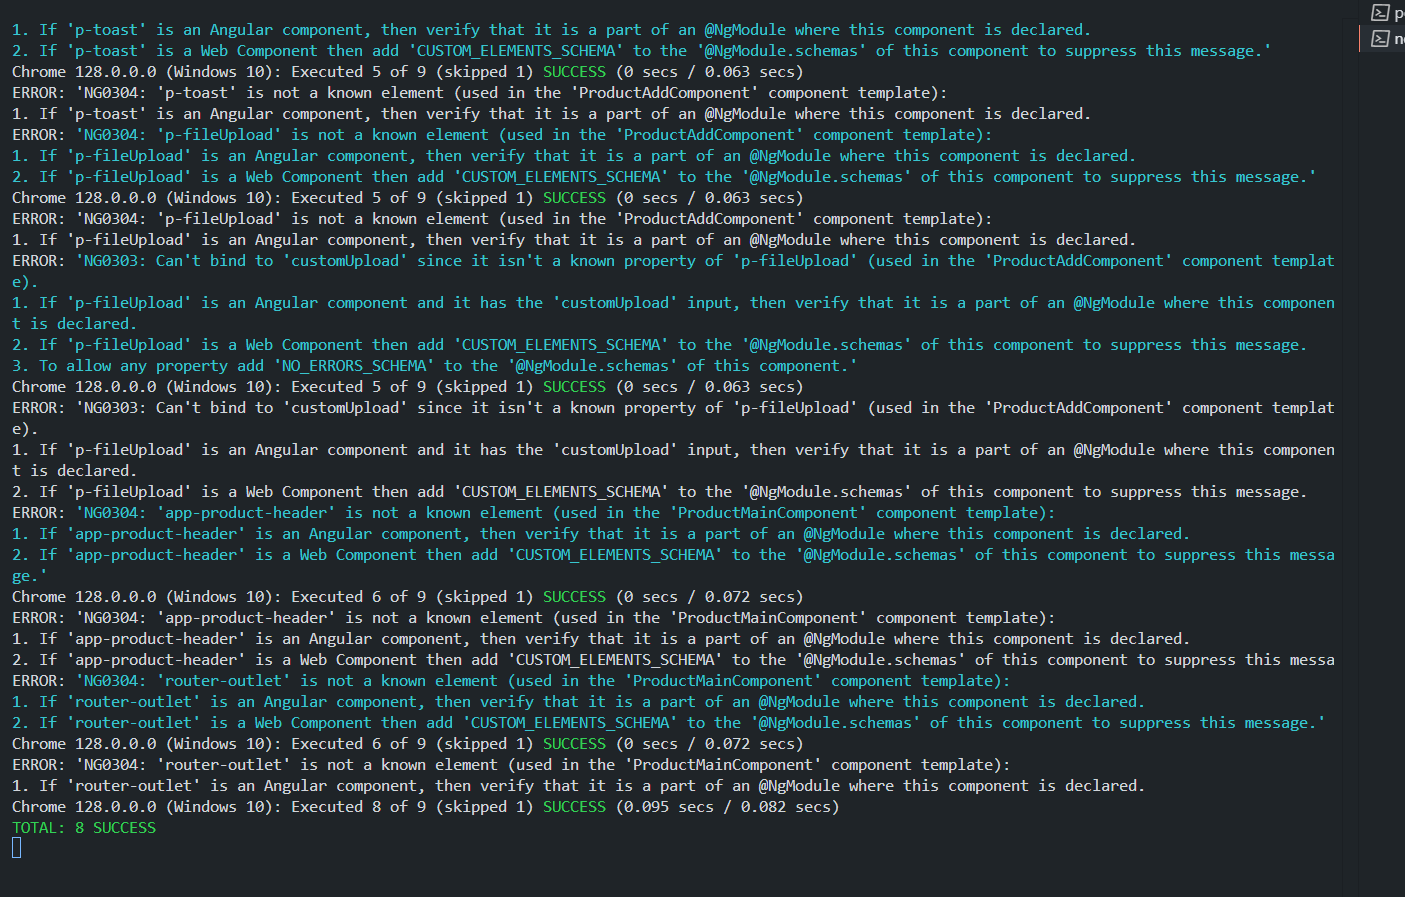 1. If 'p-toast' is an Angular component, then verify that it is a part of an @NgModule where this component is declared.
2. If 'p-toast' is a Web Component then add 'CUSTOM_ELEMENTS_SCHEMA' to the '@NgModule.schemas' of this component to suppress this message.'
Chrome 128.0.0.0 (Windows 10): Executed 5 of 9 (skipped 1) SUCCESS (0 secs / 0.063 secs)
ERROR: 'NG0304: 'p-toast' is not a known element (used in the 'ProductAddComponent' component template):
1. If 'p-toast' is an Angular component, then verify that it is a part of an @NgModule where this component is declared.
ERROR: 'NG0304: 'p-fileUpload' is not a known element (used in the 'ProductAddComponent' component template):
1. If 'p-fileUpload' is an Angular component, then verify that it is a part of an @NgModule where this component is declared.
2. If 'p-fileUpload' is a Web Component then add 'CUSTOM_ELEMENTS_SCHEMA' to the '@NgModule.schemas' of this component to suppress this message.'
Chrome 128.0.0.0 (Windows 10): Executed 5 of 9 (skipped 1) SUCCESS (0 secs / 0.063 secs)
ERROR: 'NG0304: 'p-fileUpload' is not a known element (used in the 'ProductAddComponent' component template):
1. If 'p-fileUpload' is an Angular component, then verify that it is a part of an @NgModule where this component is declared.
ERROR: 'NG0303: Can't bind to 'customUpload' since it isn't a known property of 'p-fileUpload' (used in the 'ProductAddComponent' component templat
e).
1. If 'p-fileUpload' is an Angular component and it has the 'customUpload' input, then verify that it is a part of an @NgModule where this componen
t is declared.
2. If 'p-fileUpload' is a Web Component then add 'CUSTOM_ELEMENTS_SCHEMA' to the '@NgModule.schemas' of this component to suppress this message.
3. To allow any property add 'NO_ERRORS_SCHEMA' to the '@NgModule.schemas' of this component.'
Chrome 128.0.0.0 (Windows 10): Executed 5 of 9 (skipped 1) SUCCESS (0 secs / 0.063 secs)
ERROR: 'NG0303: Can't bind to 'customUpload' since it isn't a known property of 'p-fileUpload' (used in the 'ProductAddComponent' component templat
e).
1. If 'p-fileUpload' is an Angular component and it has the 'customUpload' input, then verify that it is a part of an @NgModule where this componen
t is declared.
2. If 'p-fileUpload' is a Web Component then add 'CUSTOM_ELEMENTS_SCHEMA' to the '@NgModule.schemas' of this component to suppress this message.
ERROR: 'NG0304: 'app-product-header' is not a known element (used in the 'ProductMainComponent' component template):
1. If 'app-product-header' is an Angular component, then verify that it is a part of an @NgModule where this component is declared.
2. If 'app-product-header' is a Web Component then add 'CUSTOM_ELEMENTS_SCHEMA' to the '@NgModule.schemas' of this component to suppress this messa
ge.'
Chrome 128.0.0.0 (Windows 10): Executed 6 of 9 (skipped 1) SUCCESS (0 secs / 0.072 secs)
ERROR: 'NG0304: 'app-product-header' is not a known element (used in the 'ProductMainComponent' component template):
1. If 'app-product-header' is an Angular component, then verify that it is a part of an @NgModule where this component is declared.
2. If 'app-product-header' is a Web Component then add 'CUSTOM_ELEMENTS_SCHEMA' to the '@NgModule.schemas' of this component to suppress this messa
ERROR: 'NG0304: 'router-outlet' is not a known element (used in the 'ProductMainComponent' component template):
1. If 'router-outlet' is an Angular component, then verify that it is a part of an @NgModule where this component is declared.
2. If 'router-outlet' is a Web Component then add 'CUSTOM_ELEMENTS_SCHEMA' to the '@NgModule.schemas' of this component to suppress this message.'
Chrome 128.0.0.0 (Windows 10): Executed 6 of 9 (skipped 1) SUCCESS (0 secs / 0.072 secs)
ERROR: 'NG0304: 'router-outlet' is not a known element (used in the 'ProductMainComponent' component template):
1. If 'router-outlet' is an Angular component, then verify that it is a part of an @NgModule where this component is declared.
Chrome 128.0.0.0 (Windows 10): Executed 8 of 9 (skipped 1) SUCCESS (0.095 secs / 0.082 secs)
TOTAL: 8 SUCCESS